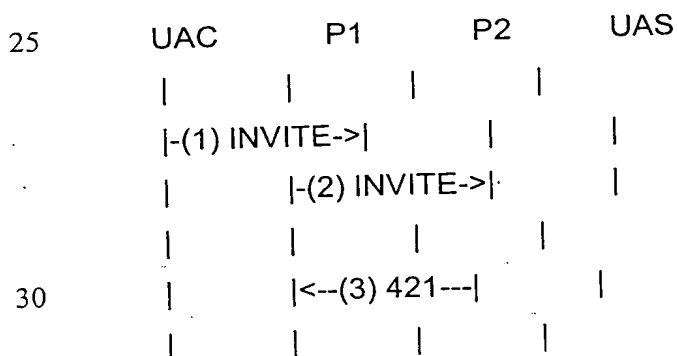 25 UAC P1 P2 UAS
| | | |
|-(1) INVITE->| | |
| |-(2) INVITE->| |
| | | |
30 | |<--(3) 421---| |
| | | |